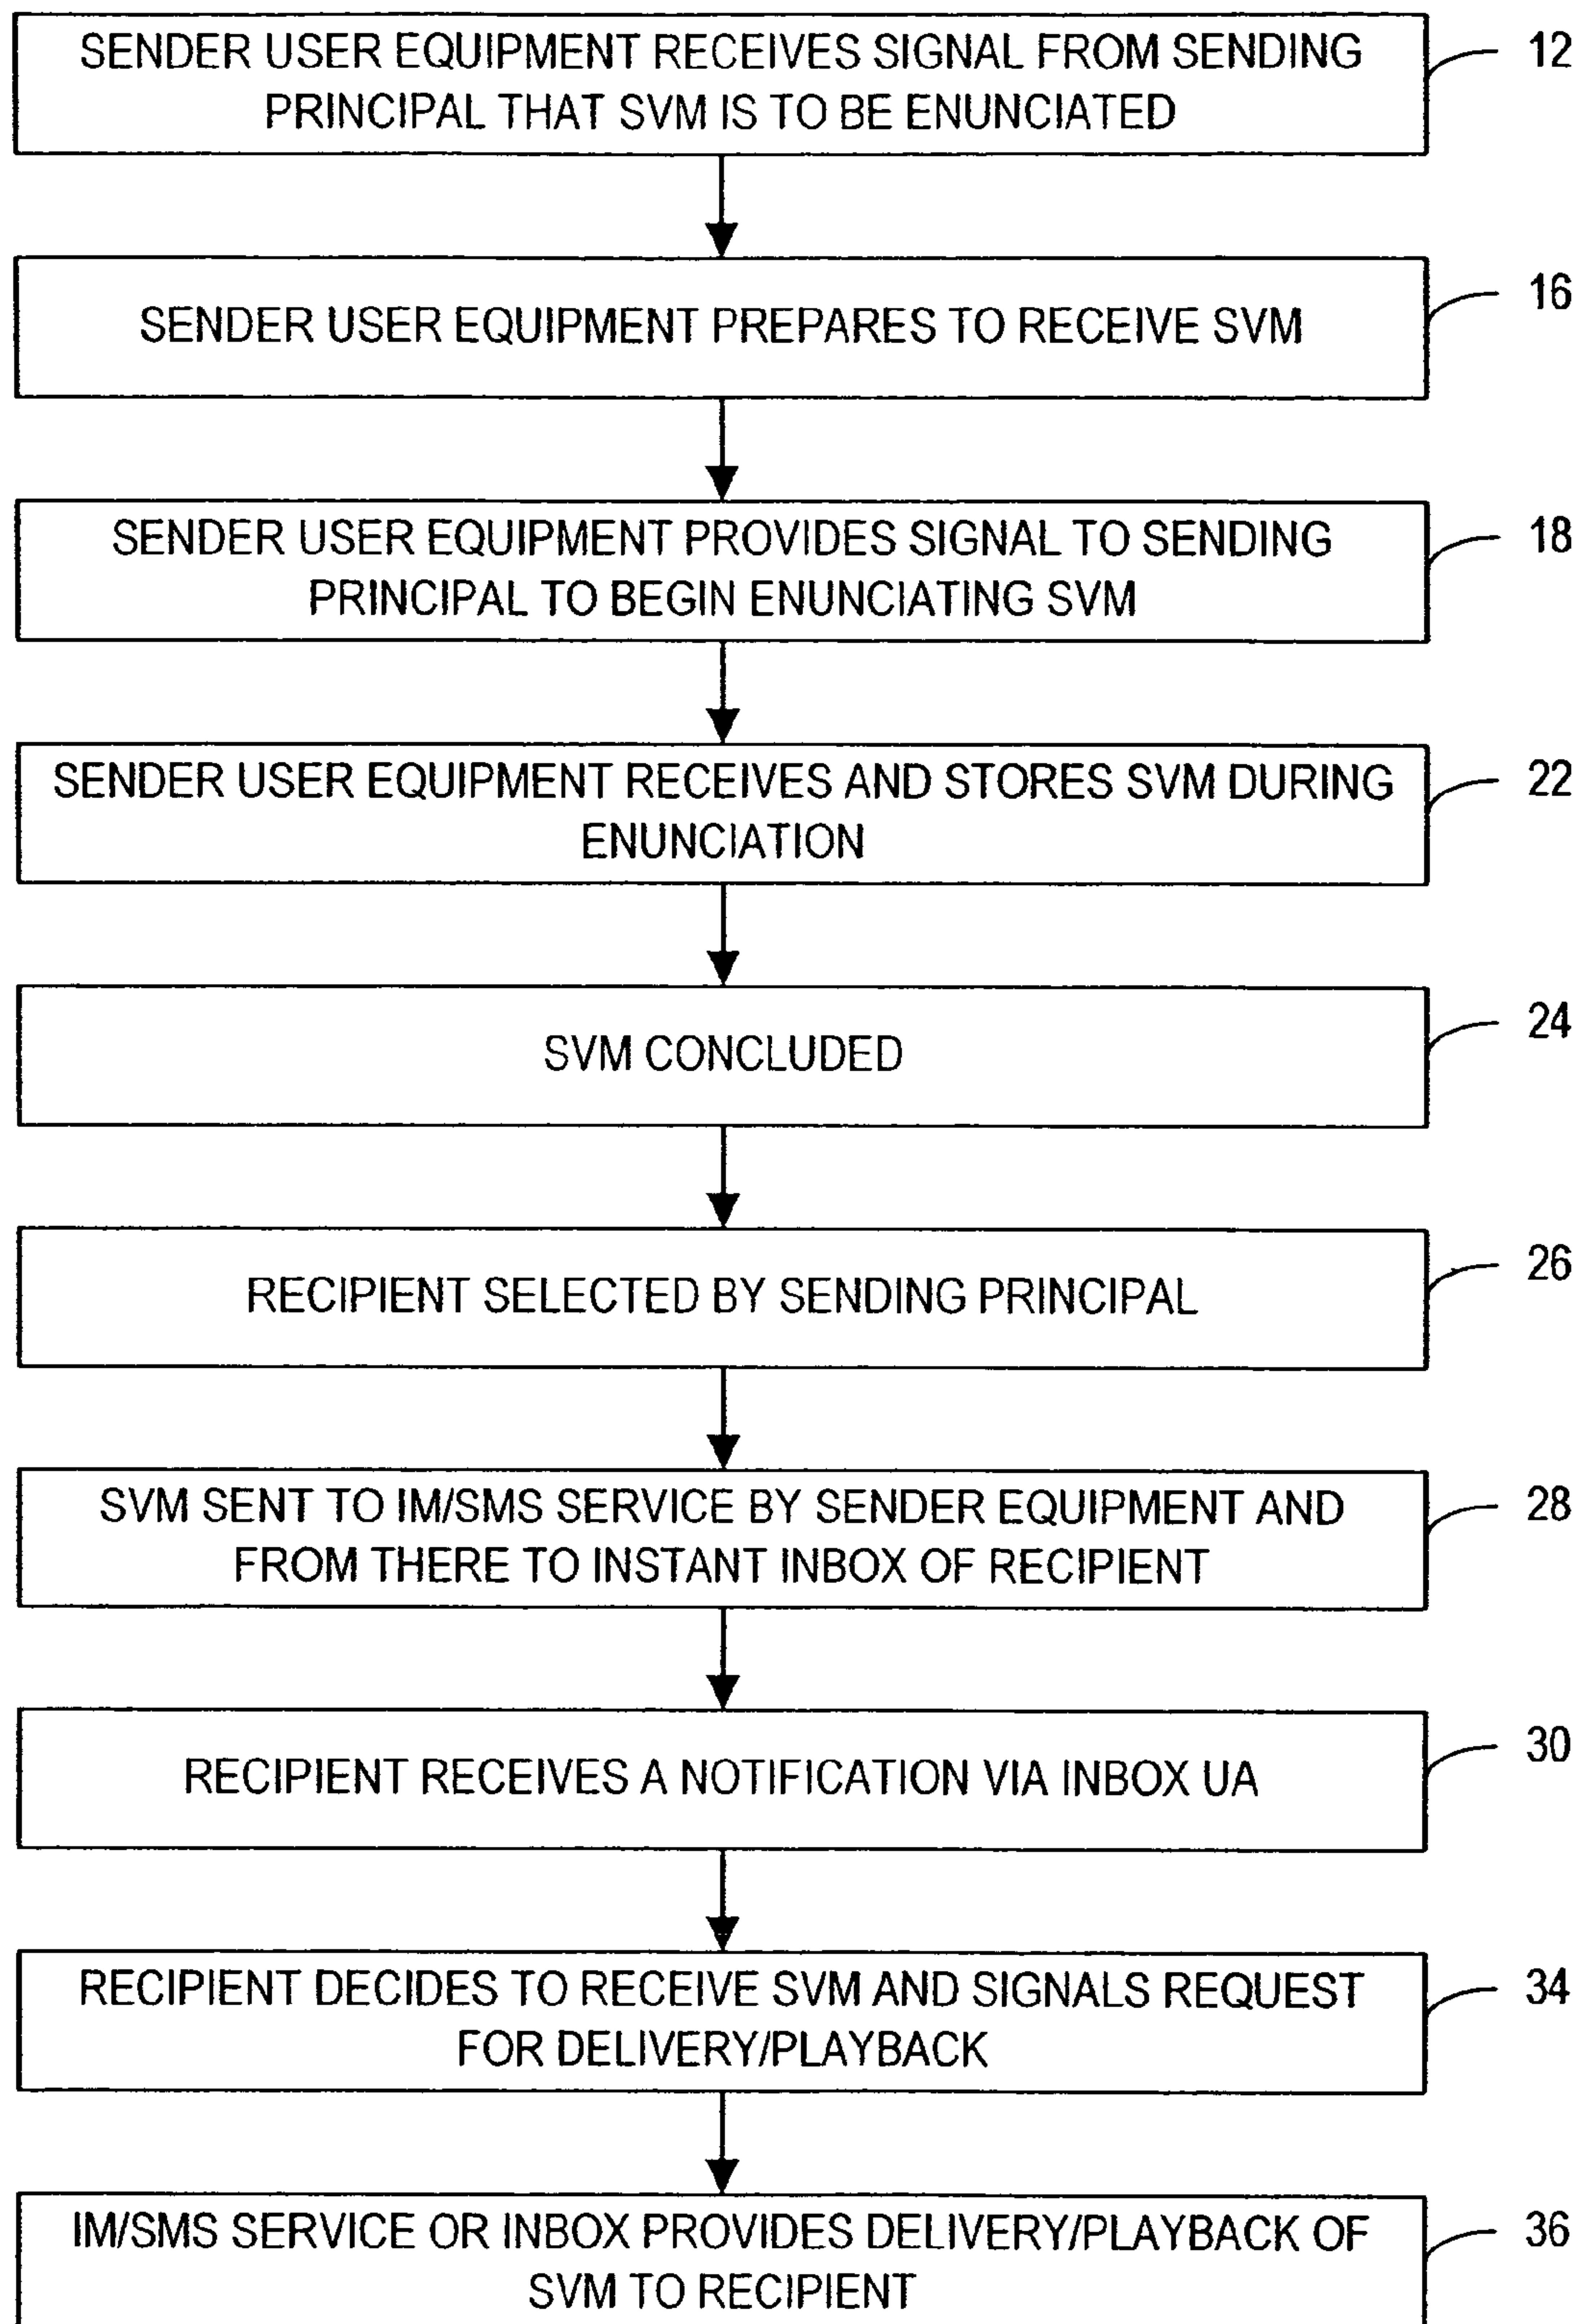 SENDER USER EQUIPMENT RECEIVES SIGNAL FROM SENDING
PRINCIPAL THAT SVM IS TO BE ENUNCIATED
12
SENDER USER EQUIPMENT PREPARES TO RECEIVE SVM
16
SENDER USER EQUIPMENT PROVIDES SIGNAL TO SENDING
PRINCIPAL TO BEGIN ENUNCIATING SVM
18
SENDER USER EQUIPMENT RECEIVES AND STORES SVM DURING
ENUNCIATION
22
SVM CONCLUDED
24
RECIPIENT SELECTED BY SENDING PRINCIPAL
26
SVM SENT TO IM/SMS SERVICE BY SENDER EQUIPMENT AND
FROM THERE TO INSTANT INBOX OF RECIPIENT
28
RECIPIENT RECEIVES A NOTIFICATION VIA INBOX UA
30
RECIPIENT DECIDES TO RECEIVE SVM AND SIGNALS REQUEST
FOR DELIVERY/PLAYBACK
34
IM/SMS SERVICE OR INBOX PROVIDES DELIVERY/PLAYBACK OF
SVM TO RECIPIENT
36